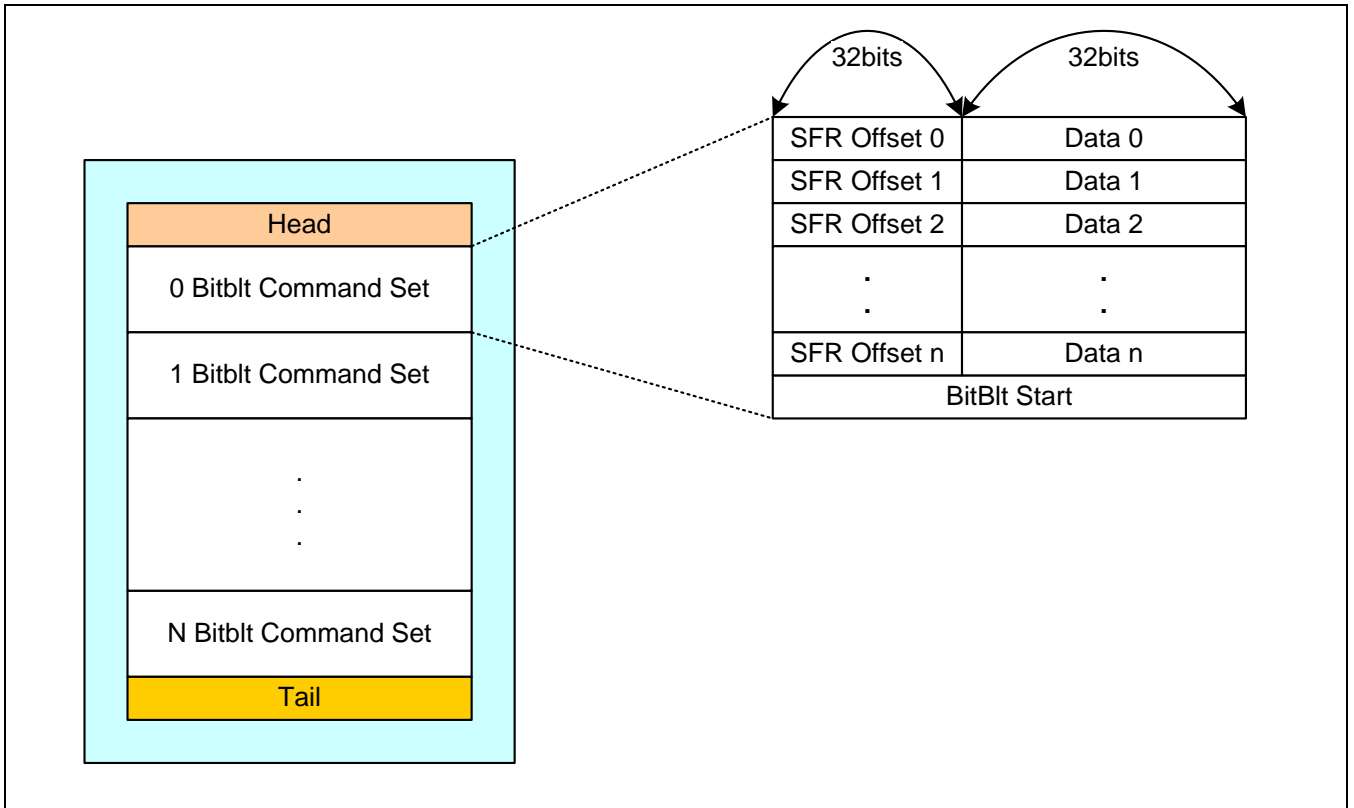 32bits 32bits
SFR Offset 0 Data 0
SFR Offset 1 Data 1
SFR Offset 2 Data 2
. .
. .
SFR Offset n Data n
BitBlt Start
Head
0 Bitblt Command Set
1 Bitblt Command Set
.
.
.
N Bitblt Command Set
Tail